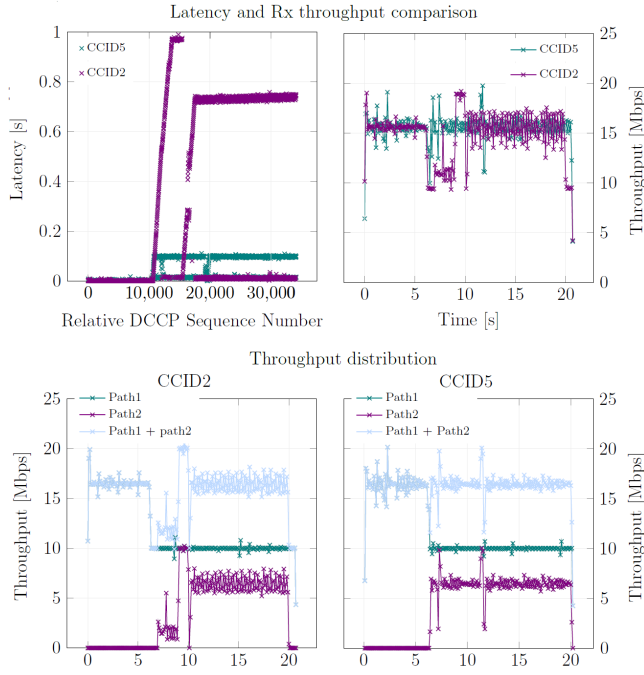 Latency and Rx throughput comparison
CCID5
CCID2
1
0.8
0.6
0.4
0.2
0
Latency [s]
0
10,000
20,000
30,000
Relative DCCP Sequence Number
CCID5
CCID2
25
20
15
10
5
0
Throughput [Mbps]
0
5
10
15
20
Time [s]
Throughput distribution
CCID2
Path1
Path2
Path1 + path2
25
20
15
10
5
0
Throughput [Mbps]
0
5
10
15
20
CCID5
Path1
Path2
Path1 + Path2
25
20
15
10
5
0
Throughput [Mbps]
0
5
10
15
20